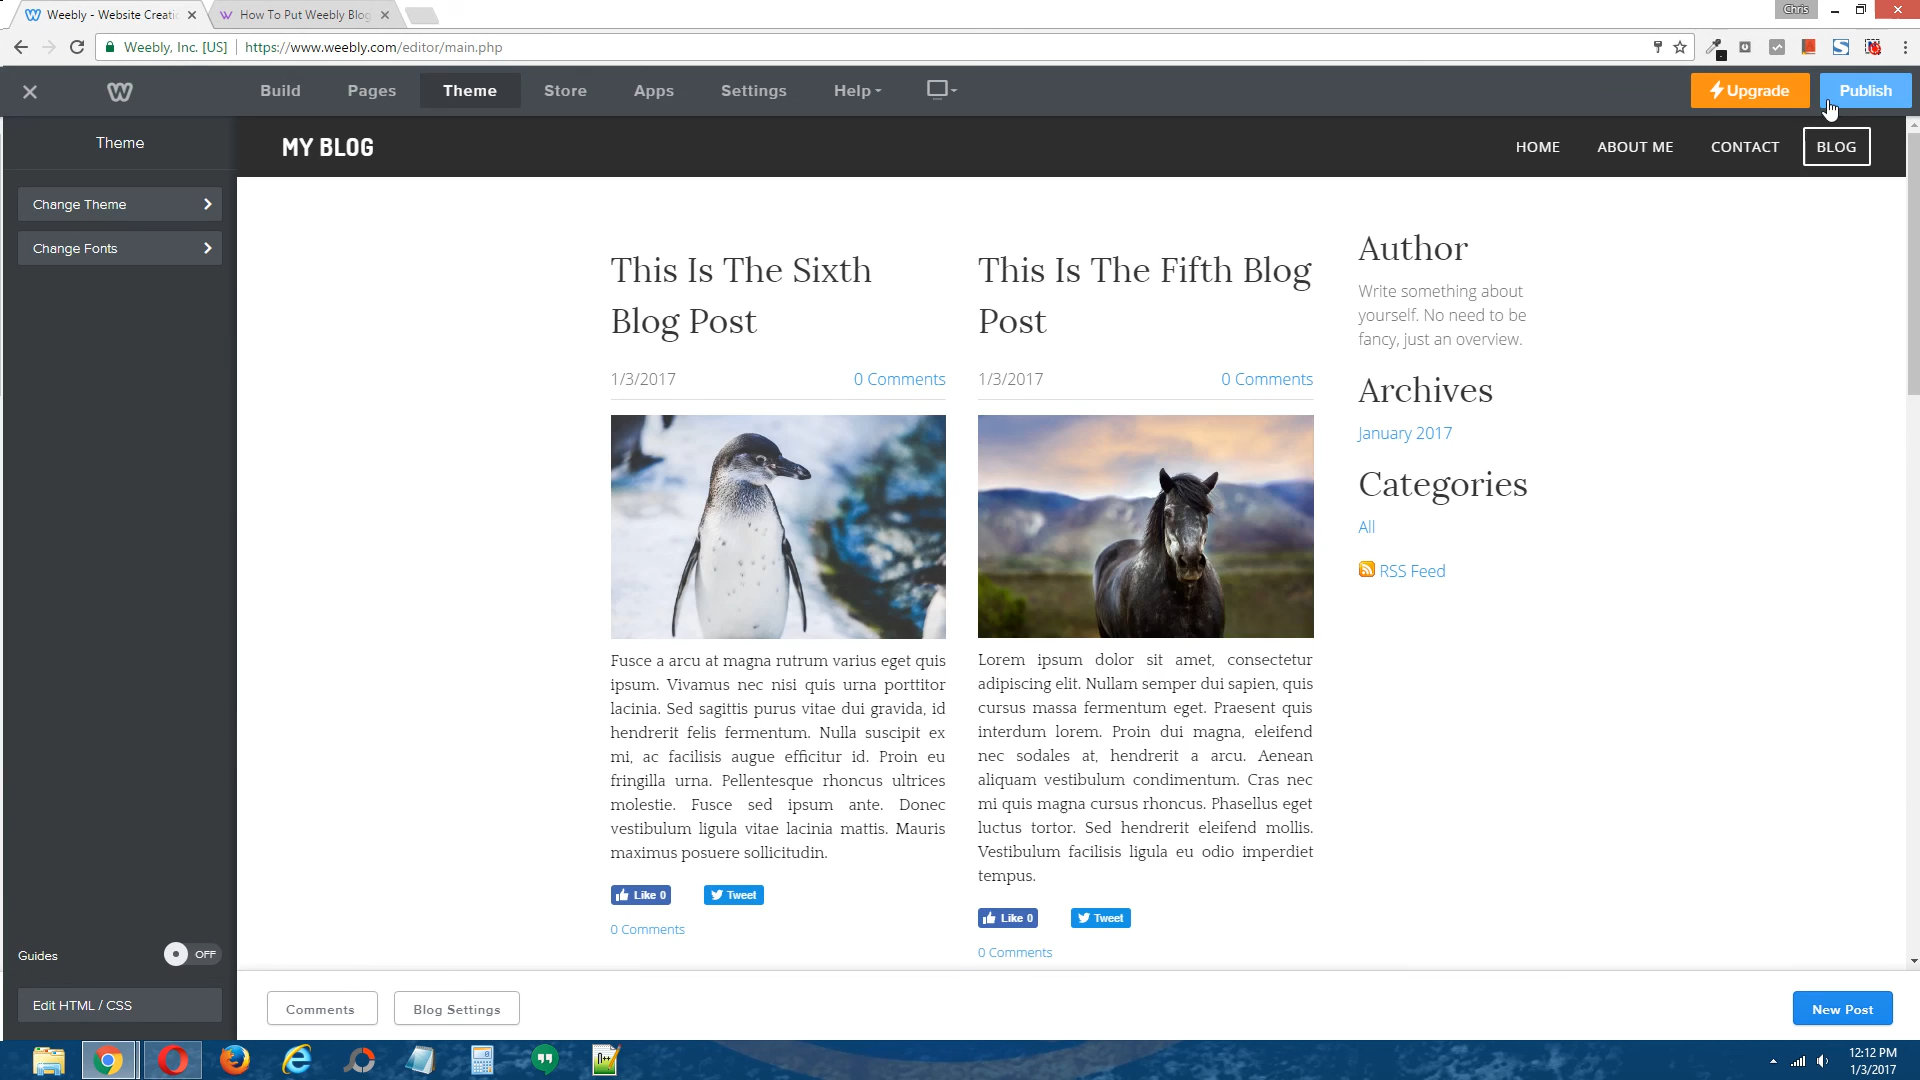 Weebly - Website Creatic
How To Put Weebly Blog
Chris
Weebly, Inc. [US]
https://www.weebly.com/editor/main.php
Build
Pages
Theme
Store
Apps
Settings
Help
Upgrade
Publish
Theme
Change Theme
Change Fonts
MY BLOG
HOME
ABOUT ME
CONTACT
BLOG
This Is The Sixth
Blog Post
1/3/2017
0 Comments
Fusce a arcu at magna rutrum varius eget quis
ipsum. Vivamus nec nisi quis urna porttitor
lacinia. Sed sagittis purus vitae dui gravida, id
hendrerit felis fermentum. Nulla suscipit ex
mi, ac facilisis augue efficitur id. Proin eu
fringilla urna. Pellentesque rhoncus ultrices
molestie. Fusce sed ipsum ante. Donec
vestibulum ligula vitae lacinia mattis. Mauris
maximus posuere sollicitudin.
Like 0
Tweet
0 Comments
This Is The Fifth Blog
Post
1/3/2017
0 Comments
Lorem ipsum dolor sit amet, consectetur
adipiscing elit. Nullam semper dui sapien, quis
cursus massa fermentum eget. Praesent quis
interdum lorem. Proin dui magna, eleifend
nec sodales at, hendrerit a arcu. Aenean
aliquam vestibulum condimentum. Cras nec
mi quis magna cursus rhoncus. Phasellus eget
luctus tortor. Sed hendrerit eleifend mollis.
Vestibulum facilisis ligula eu odio imperdiet
tempus.
Like 0
Tweet
0 Comments
Author
Write something about
yourself. No need to be
fancy, just an overview.
Archives
January 2017
Categories
All
RSS Feed
Guides
OFF
Edit HTML / CSS
Comments
Blog Settings
New Post
12:12 PM
1/3/2017